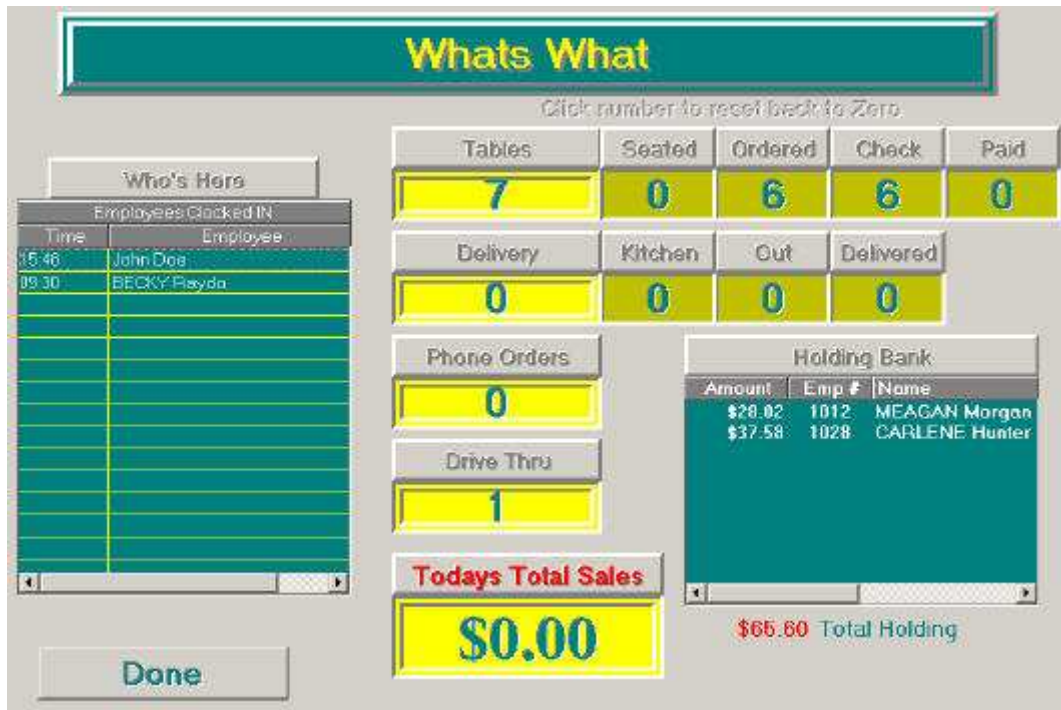 Whats What
Click number to reset back to Zero
Tables Seated Ordered Check Paid
7 0 6 6 0
Who's Here
Employees Clocked IN
Time Employee
15:46 John Doe
09:30 BECKY Rayda
Delivery Kitchen Out Delivered
0 0 0 0
Phone Orders
0
Holding Bank
Amount Emp # Name
$28.02 1012 MEAGAN Morgan
$37.58 1028 CARLENE Hunter
Drive Thru
1
Todays Total Sales
$0.00
$65.60 Total Holding
Done